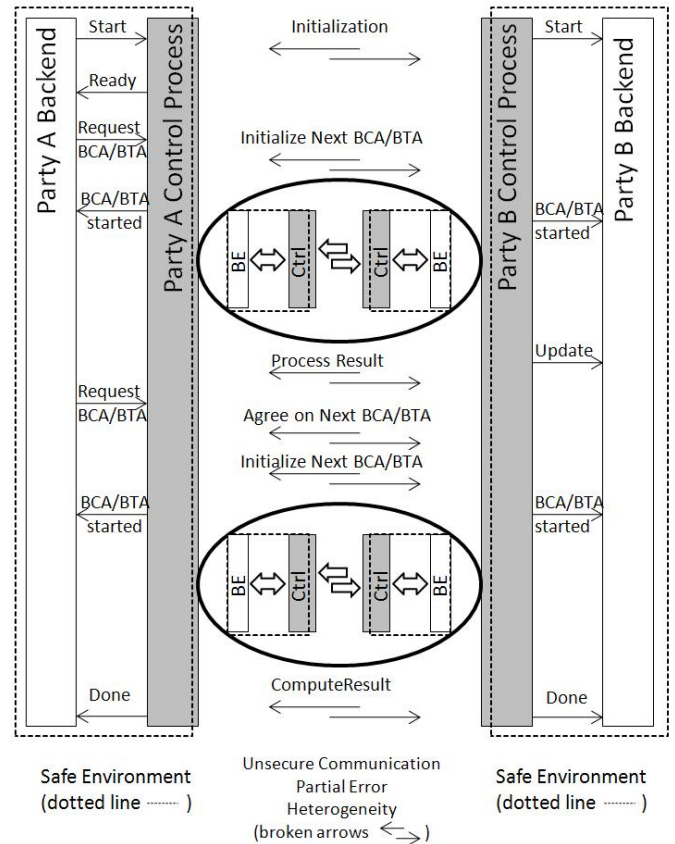 Start
Initialization
Start
Party A Backend
Party A Control Process
Party B Control Process
Party B Backend
Ready
Request
BCA/BTA
Initialize Next BCA/BTA
BCA/BTA
started
BCA/BTA
started
BE
Ctrl
Ctrl
BE
Process Result
Update
Request
BCA/BTA
Agree on Next BCA/BTA
Initialize Next BCA/BTA
BCA/BTA
started
BCA/BTA
started
BE
Ctrl
Ctrl
BE
ComputeResult
Done
Done
Safe Environment
(dotted line ------ )
Unsecure Communication
Partial Error
Heterogeneity
(broken arrows )
Safe Environment
(dotted line ------ )